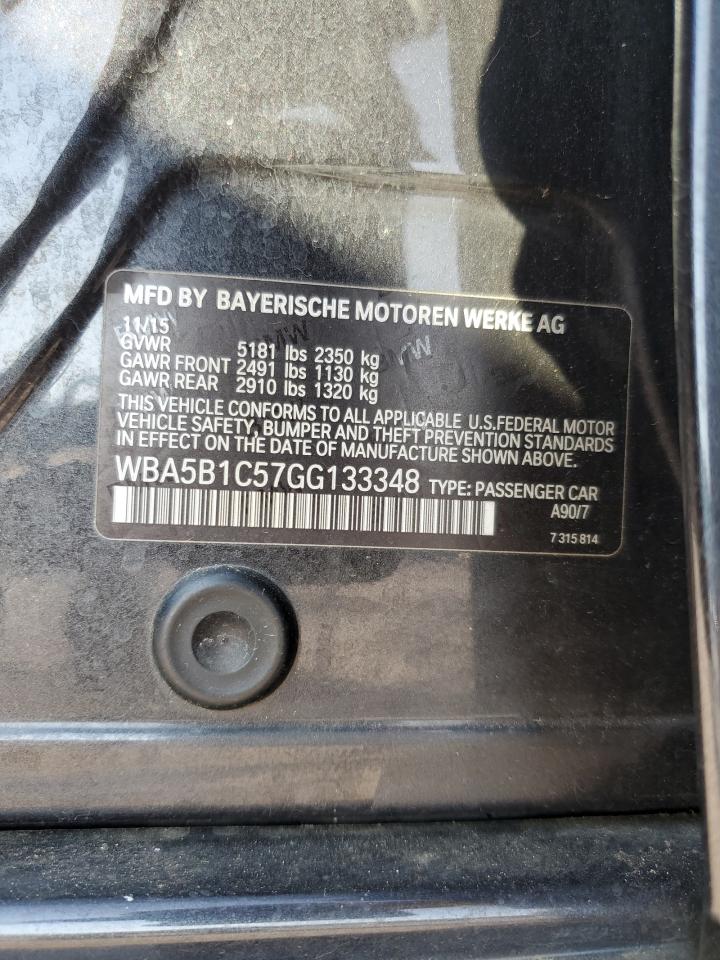 MFD BY BAYERISCHE MOTOREN WERKE AG
11/15
GVWR 5181 lbs 2350 kg
GAWR FRONT 2491 lbs 1130 kg
GAWR REAR 2910 lbs 1320 kg
THIS VEHICLE CONFORMS TO ALL APPLICABLE U.S.FEDERAL MOTOR
VEHICLE SAFETY, BUMPER AND THEFT PREVENTION STANDARDS
IN EFFECT ON THE DATE OF MANUFACTURE SHOWN ABOVE.
WBA5B1C57GG133348 TYPE: PASSENGER CAR
A90/7
7 315 814